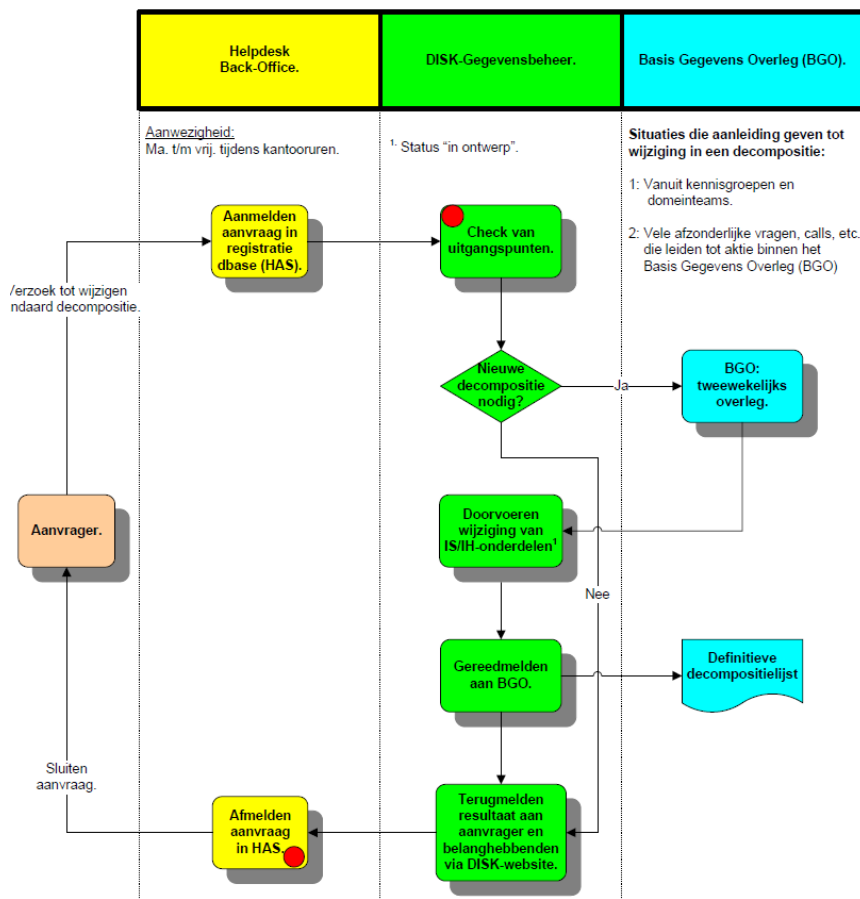 Helpdesk
Back-Office.
DISK-Gegevensbeheer.
Basis Gegevens Overleg (BGO).
Aanwezigheid:
Ma. t/m vrij. tijdens kantooruren.
1. Status “in ontwerp”.
Situaties die aanleiding geven tot
wijziging in een decompositie:
1: Vanuit kennisgroepen en
domeinteams.
2: Vele afzonderlijke vragen, calls, etc.
die leiden tot aktie binnen het
Basis Gegevens Overleg (BGO)
Aanmelden
aanvraag in
registratie
dbase (HAS).
Check van
uitgangspunten.
/erzoek tot wijzigen
ndaard decompositie.
Nieuwe
decompositie
nodig?
Ja
BGO:
tweewekelijks
overleg.
Aanvrager.
Doorvoeren
wijziging van
IS/IH-onderdelen1
Nee
Gereedmelden
aan BGO.
Definitieve
decompositielijst
Sluiten
aanvraag.
Afmelden
aanvraag
in HAS.
Terugmelden
resultaat aan
aanvrager en
belanghebbenden
via DISK-website.